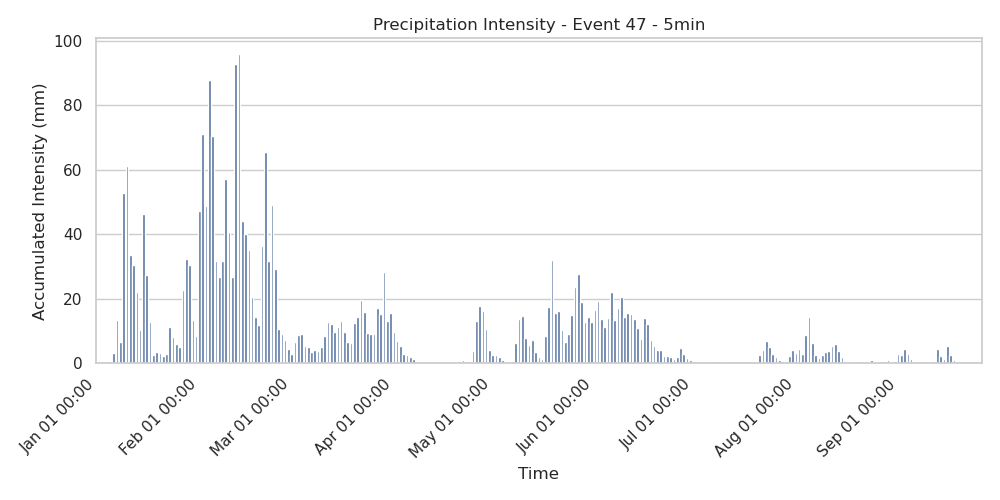 Precipitation Intensity - Event 47 - 5min
Accumulated Intensity (mm)
100
80
60
40
20
0
Jan 01 00:00
Feb 01 00:00
Mar 01 00:00
Apr 01 00:00
May 01 00:00
Jun 01 00:00
Jul 01 00:00
Aug 01 00:00
Sep 01 00:00
Time